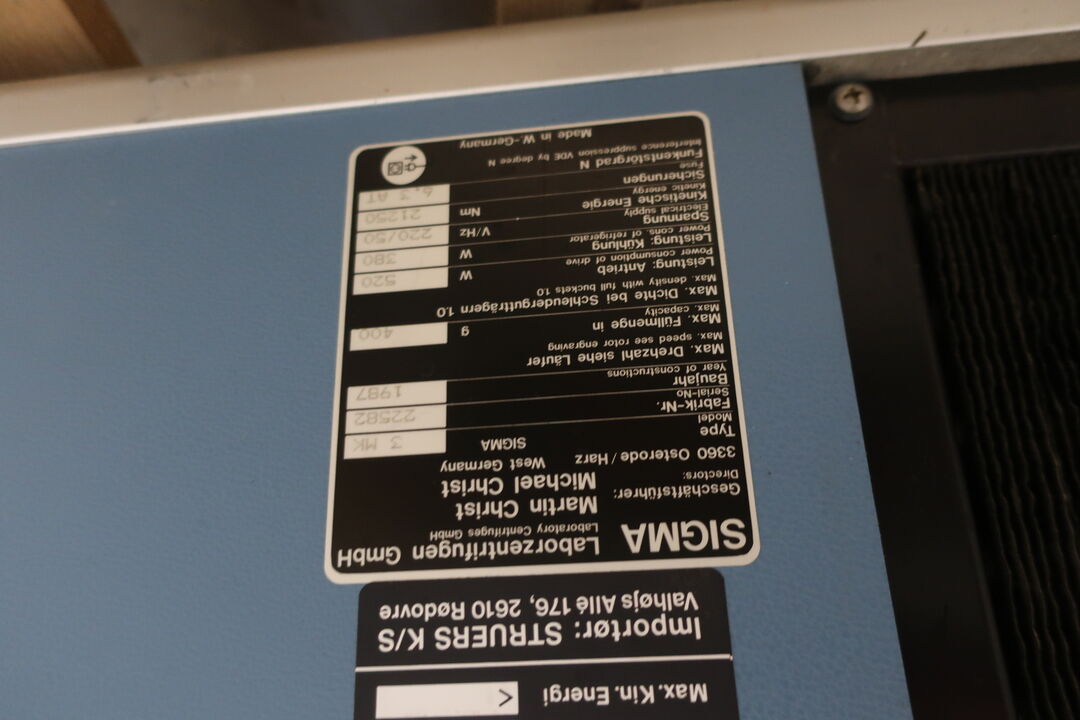 Max. Kin. Energi <
Importør: STRUERS K/S
Valhøjs Allé 176, 2610 Rødovre
SIGMA Laborzentrifugen GmbH
Laboratory Centrifuges GmbH
Geschäftsführer: Martin Christ
Directors: Michael Christ
3360 Osterode/Harz West Germany
Type SIGMA 3 MK
Model
Fabrik-Nr. 22582
Serial-No
Baujahr 1987
Year of constructions
Max. Drehzahl siehe Läufer
Max. speed see rotor engraving
Max. Füllmenge in g 400
Max. capacity
Max. Dichte bei Schleudergutträgern 1.0
Max. density with full buckets 1.0
Leistung: Antrieb W 520
Power consumption of drive
Leistung: Kühlung W 380
Power cons. of refrigerator
Spannung V/Hz 220/50
Electrical supply
Kinetische Energie Nm 21250
Kinetic energy
Sicherungen 6.3 AT
Fuse
Funkentstörgrad N
Interference suppression VDE by degree N
Made in W.-Germany